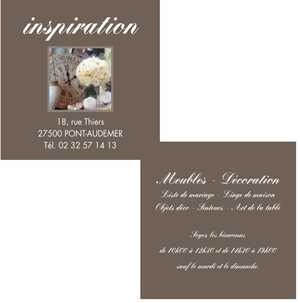 inspiration
18, rue Thiers
27500 PONT-AUDEMER
Tél. 02 32 57 14 13
Meubles - Décoration
Liste de mariage - Linge de maison
Objets déco - Senteurs - Art de la table
Soyez les bienvenus
de 10h00 à 12h30 et de 14h30 à 19h00
sauf le mardi et le dimanche.